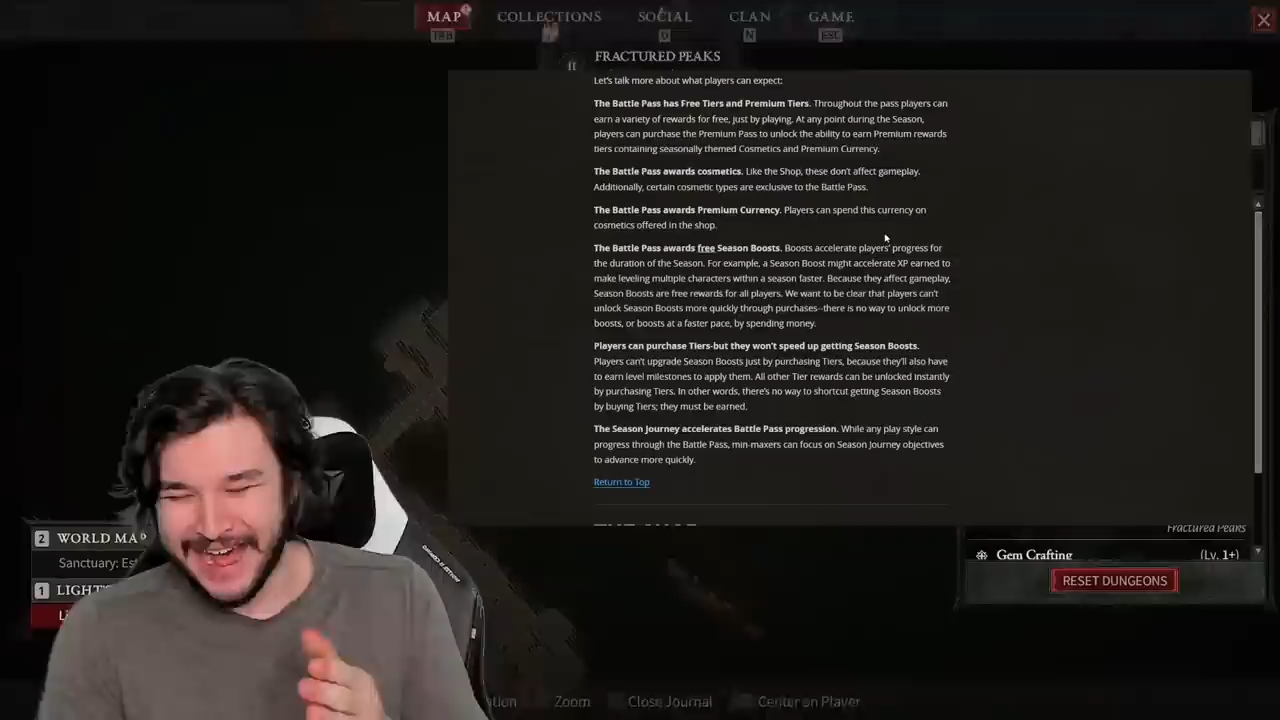 MAP
COLLECTIONS
SOCIAL
CLAN
GAME
TAB
O
N
ESC
FRACTURED PEAKS
Let's talk more about what players can expect:
The Battle Pass has Free Tiers and Premium Tiers. Throughout the pass players can
earn a variety of rewards for free, just by playing. At any point during the Season,
players can purchase the Premium Pass to unlock the ability to earn Premium rewards
tiers containing seasonally themed Cosmetics and Premium Currency.
The Battle Pass awards cosmetics. Like the Shop, these don't affect gameplay.
Additionally, certain cosmetic types are exclusive to the Battle Pass.
The Battle Pass awards Premium Currency. Players can spend this currency on
cosmetics offered in the shop.
The Battle Pass awards free Season Boosts. Boosts accelerate players' progress for
the duration of the Season. For example, a Season Boost might accelerate XP earned to
make leveling multiple characters within a season faster. Because they affect gameplay,
Season Boosts are free rewards for all players. We want to be clear that players can't
unlock Season Boosts more quickly through purchases--there is no way to unlock more
boosts, or boosts at a faster pace, by spending money.
Players can purchase Tiers-but they won't speed up getting Season Boosts.
Players can't upgrade Season Boosts just by purchasing Tiers, because they'll also have
to earn level milestones to apply them. All other Tier rewards can be unlocked instantly
by purchasing Tiers. In other words, there's no way to shortcut getting Season Boosts
by buying Tiers; they must be earned.
The Season Journey accelerates Battle Pass progression. While any play style can
progress through the Battle Pass, min-maxers can focus on Season Journey objectives
to advance more quickly.
Return to Top
2 WORLD MAP
Sanctuary: Est
1 LIGHT'
Li
Fractured Peaks
Gem Crafting (Lv. 1+)
RESET DUNGEONS
Zoom
Close Journal
Center on Player